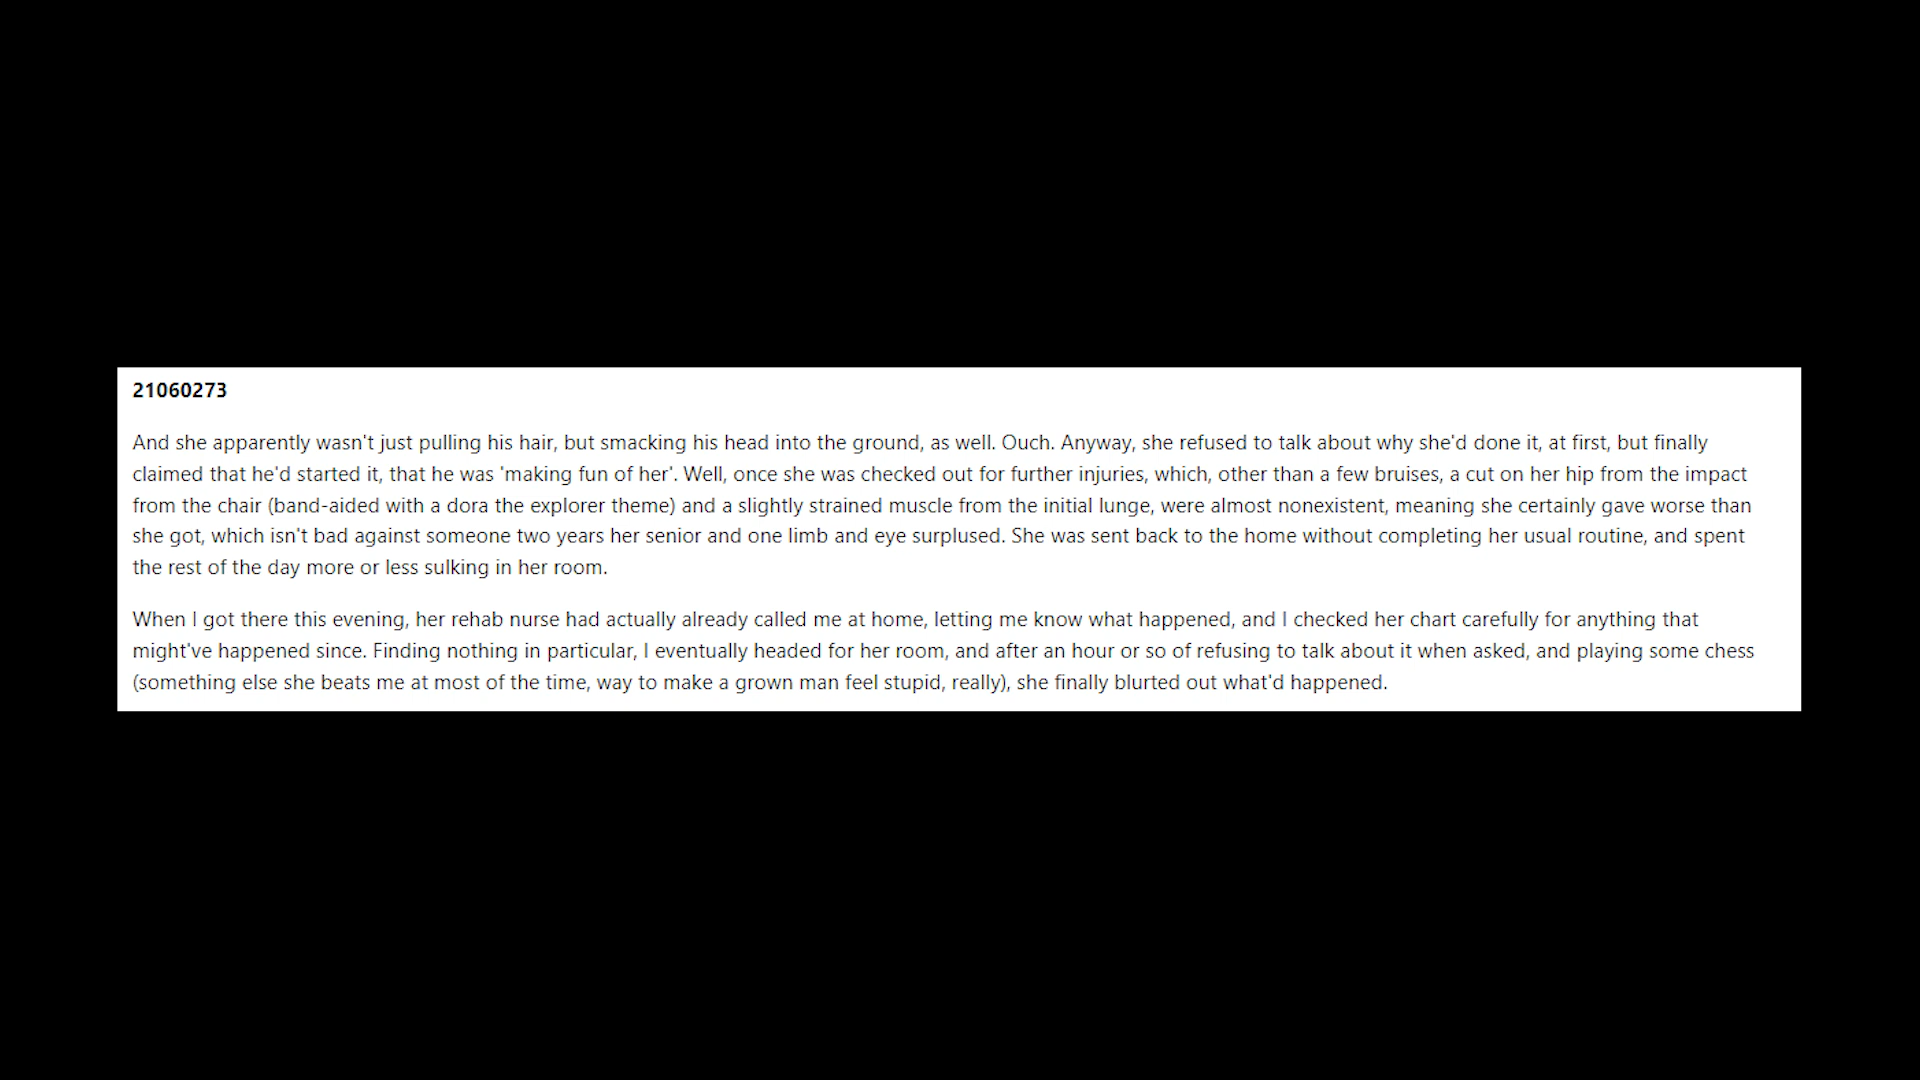 21060273
And she apparently wasn't just pulling his hair, but smacking his head into the ground, as well. Ouch. Anyway, she refused to talk about why she'd done it, at first, but finally
claimed that he'd started it, that he was 'making fun of her'. Well, once she was checked out for further injuries, which, other than a few bruises, a cut on her hip from the impact
from the chair (band-aided with a dora the explorer theme) and a slightly strained muscle from the initial lunge, were almost nonexistent, meaning she certainly gave worse than
she got, which isn't bad against someone two years her senior and one limb and eye surplused. She was sent back to the home without completing her usual routine, and spent
the rest of the day more or less sulking in her room.
When I got there this evening, her rehab nurse had actually already called me at home, letting me know what happened, and I checked her chart carefully for anything that
might've happened since. Finding nothing in particular, I eventually headed for her room, and after an hour or so of refusing to talk about it when asked, and playing some chess
(something else she beats me at most of the time, way to make a grown man feel stupid, really), she finally blurted out what'd happened.